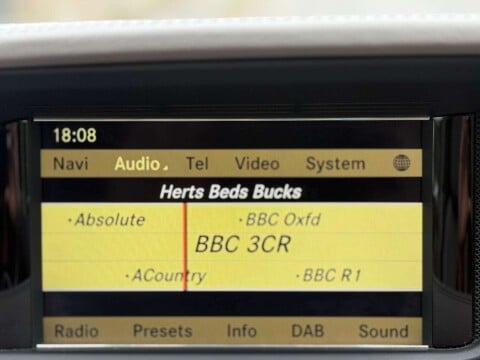 18:08
Navi Audio Tel Video System
Herts Beds Bucks
·Absolute ·BBC Oxfd
BBC 3CR
·ACountry ·BBC R1
Radio Presets Info DAB Sound